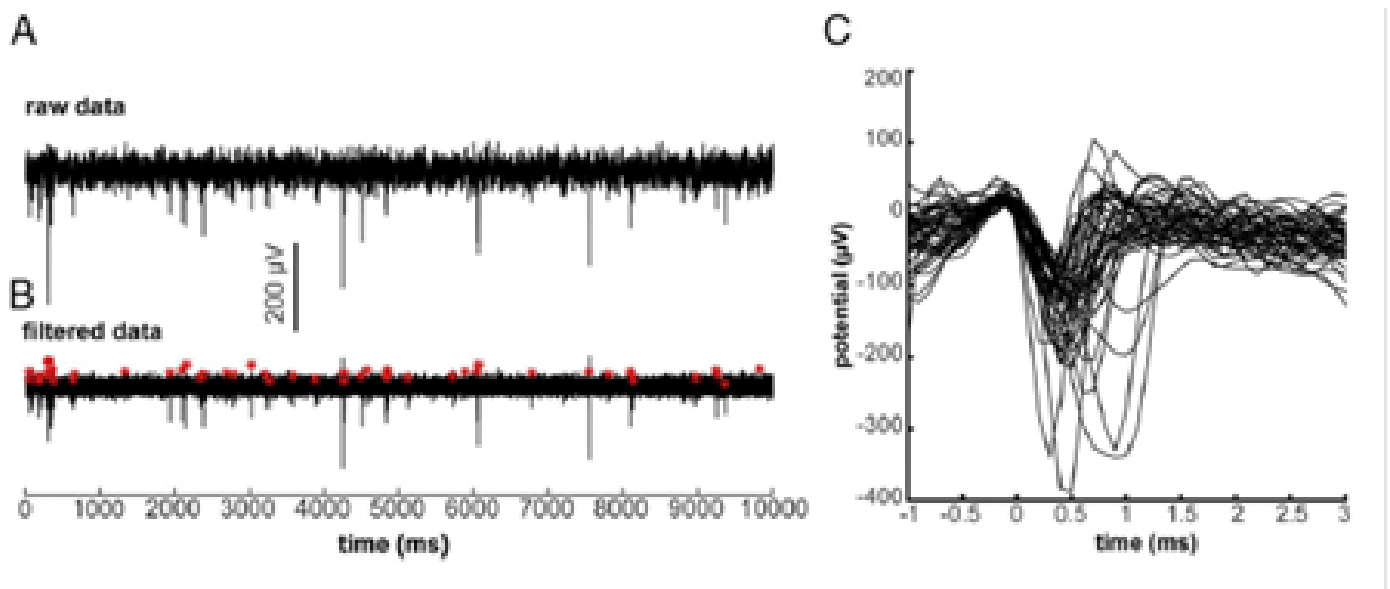 A
raw data
200 µV
B
filtered data
0 1000 2000 3000 4000 5000 6000 7000 8000 9000 10000
time (ms)
C
200
100
0
-100
-200
-300
-400
potential (µV)
-1 -0.5 0 0.5 1 1.5 2 2.5 3
time (ms)